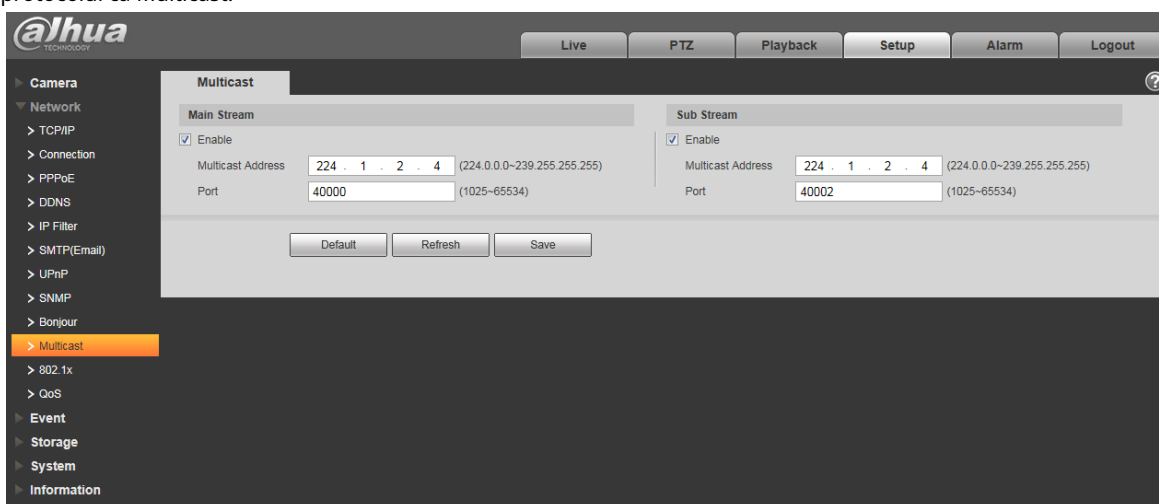 protocolul ca Multicast.
alhua
TECHNOLOGY
Live PTZ Playback Setup Alarm Logout
Camera
Network
> TCP/IP
> Connection
> PPPoE
> DDNS
> IP Filter
> SMTP(Email)
> UPnP
> SNMP
> Bonjour
> Multicast
> 802.1x
> QoS
Event
Storage
System
Information
Multicast
?
Main Stream
Enable
Multicast Address 224 . 1 . 2 . 4 (224.0.0.0~239.255.255.255)
Port 40000 (1025~65534)
Sub Stream
Enable
Multicast Address 224 . 1 . 2 . 4 (224.0.0.0~239.255.255.255)
Port 40002 (1025~65534)
Default Refresh Save